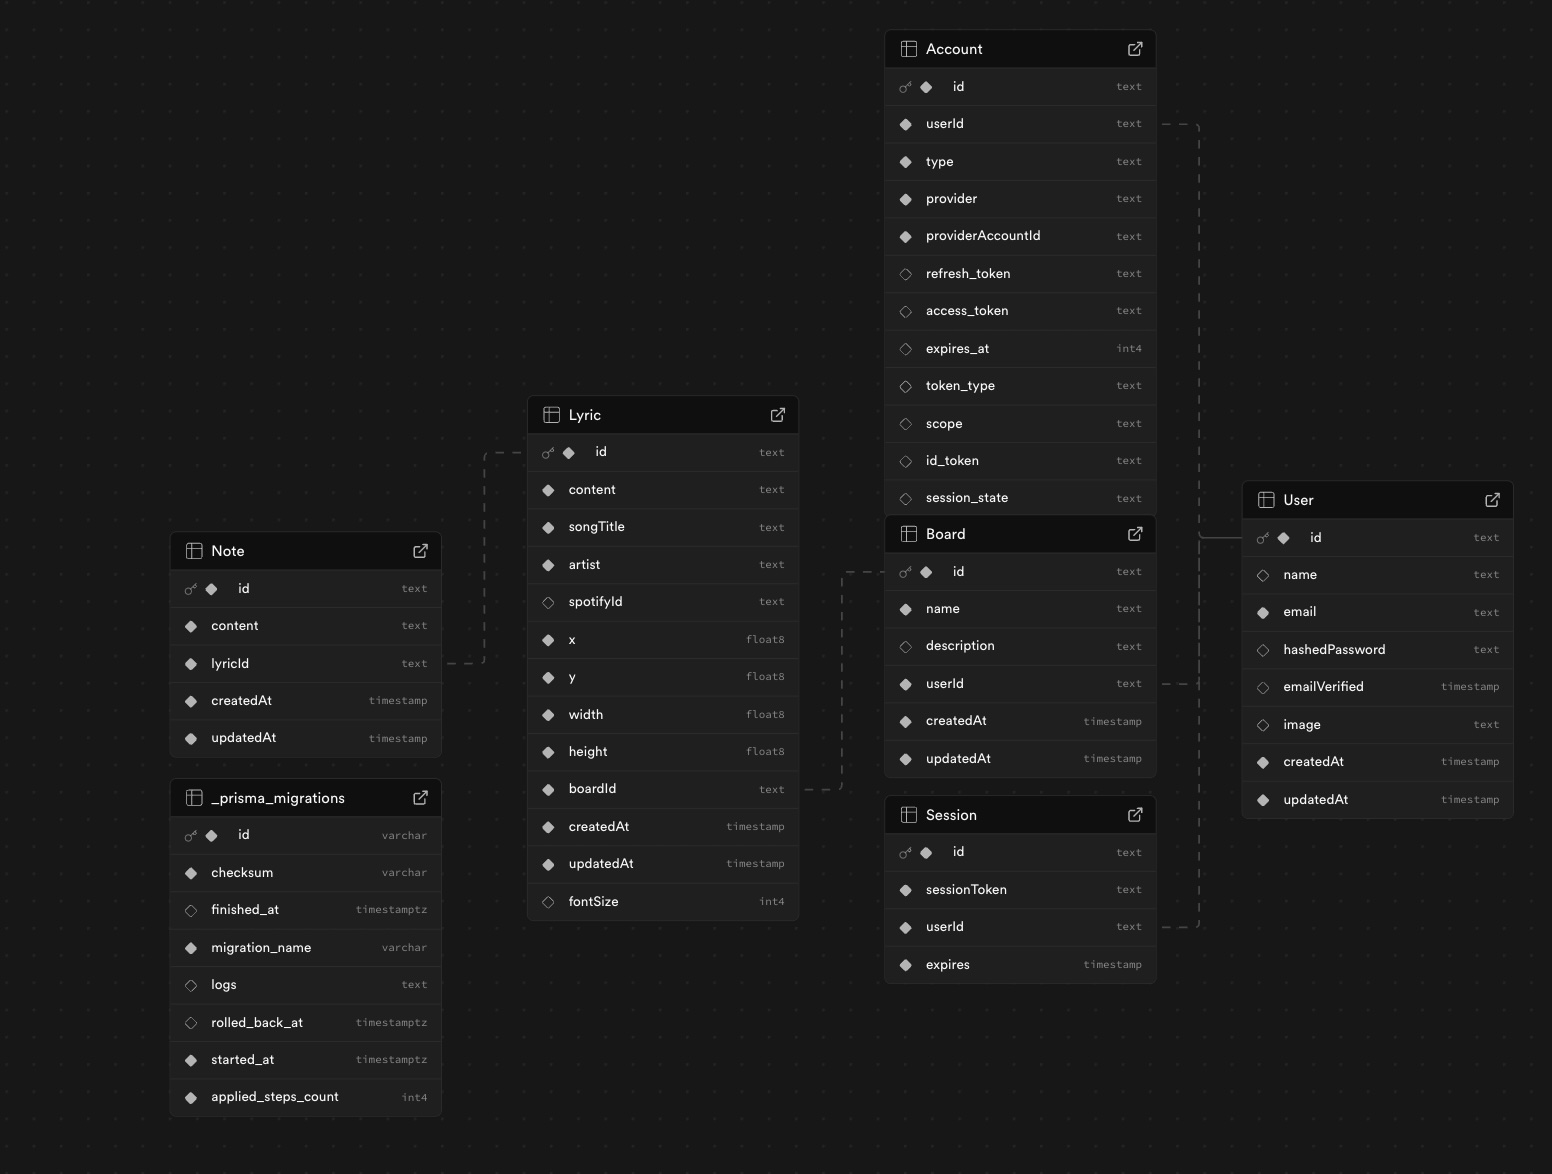 Account
id text
userId text
type text
provider text
providerAccountId text
refresh_token text
access_token text
expires_at int4
token_type text
scope text
id_token text
session_state text
Board
id text
name text
description text
userId text
createdAt timestamp
updatedAt timestamp
Session
id text
sessionToken text
userId text
expires timestamp
User
id text
name text
email text
hashedPassword text
emailVerified timestamp
image text
createdAt timestamp
updatedAt timestamp
Lyric
id text
content text
songTitle text
artist text
spotifyId text
x float8
y float8
width float8
height float8
boardId text
createdAt timestamp
updatedAt timestamp
fontSize int4
Note
id text
content text
lyricId text
createdAt timestamp
updatedAt timestamp
_prisma_migrations
id varchar
checksum varchar
finished_at timestamptz
migration_name varchar
logs text
rolled_back_at timestamptz
started_at timestamptz
applied_steps_count int4